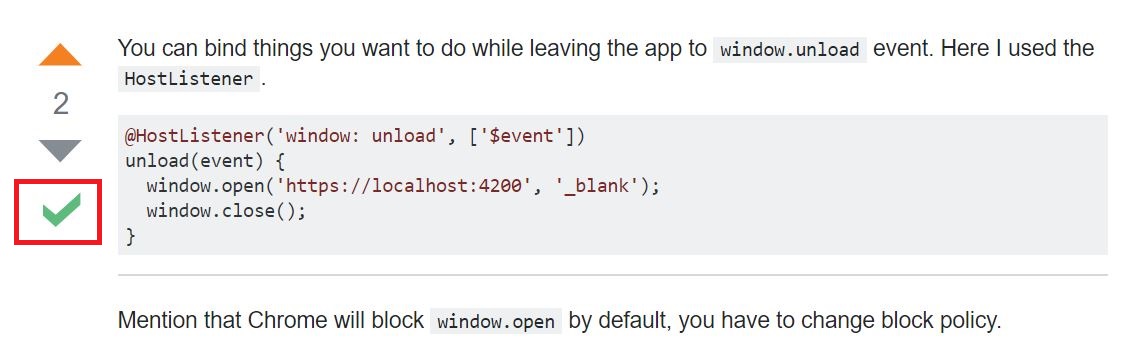 You can bind things you want to do while leaving the app to window.unload event. Here I used the
HostListener.
2
@HostListener('window: unload', ['$event'])
unload(event) {
  window.open('https://localhost:4200', '_blank');
  window.close();
}
Mention that Chrome will block window.open by default, you have to change block policy.